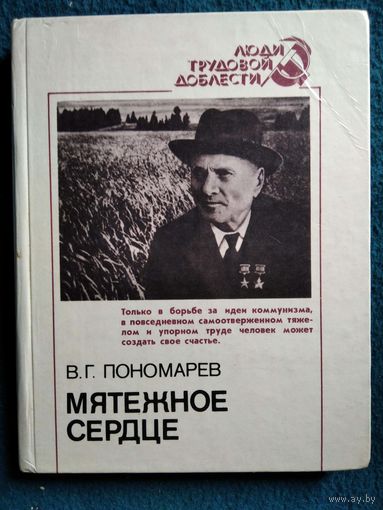 ЛЮДИ
ТРУДОВОЙ
ДОБЛЕСТИ
Только в борьбе за идеи коммунизма,
в повседневном самоотверженном тяже-
лом и упорном труде человек может
создать свое счастье.
В.Г. ПОНОМАРЕВ
МЯТЕЖНОЕ
СЕРДЦЕ
www.ay.by